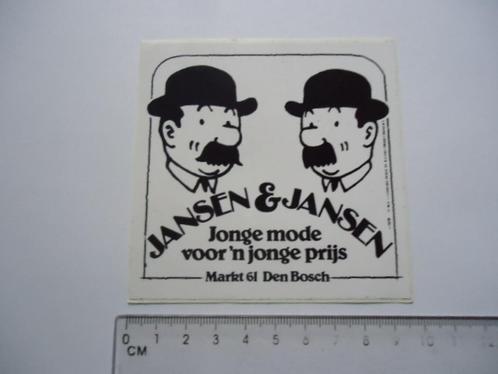 JANSEN & JANSEN
Jonge mode
voor'n jonge prijs
Markt 61 Den Bosch
0 1 2 3 4 5 6 7 8 9 10 11 12
CM